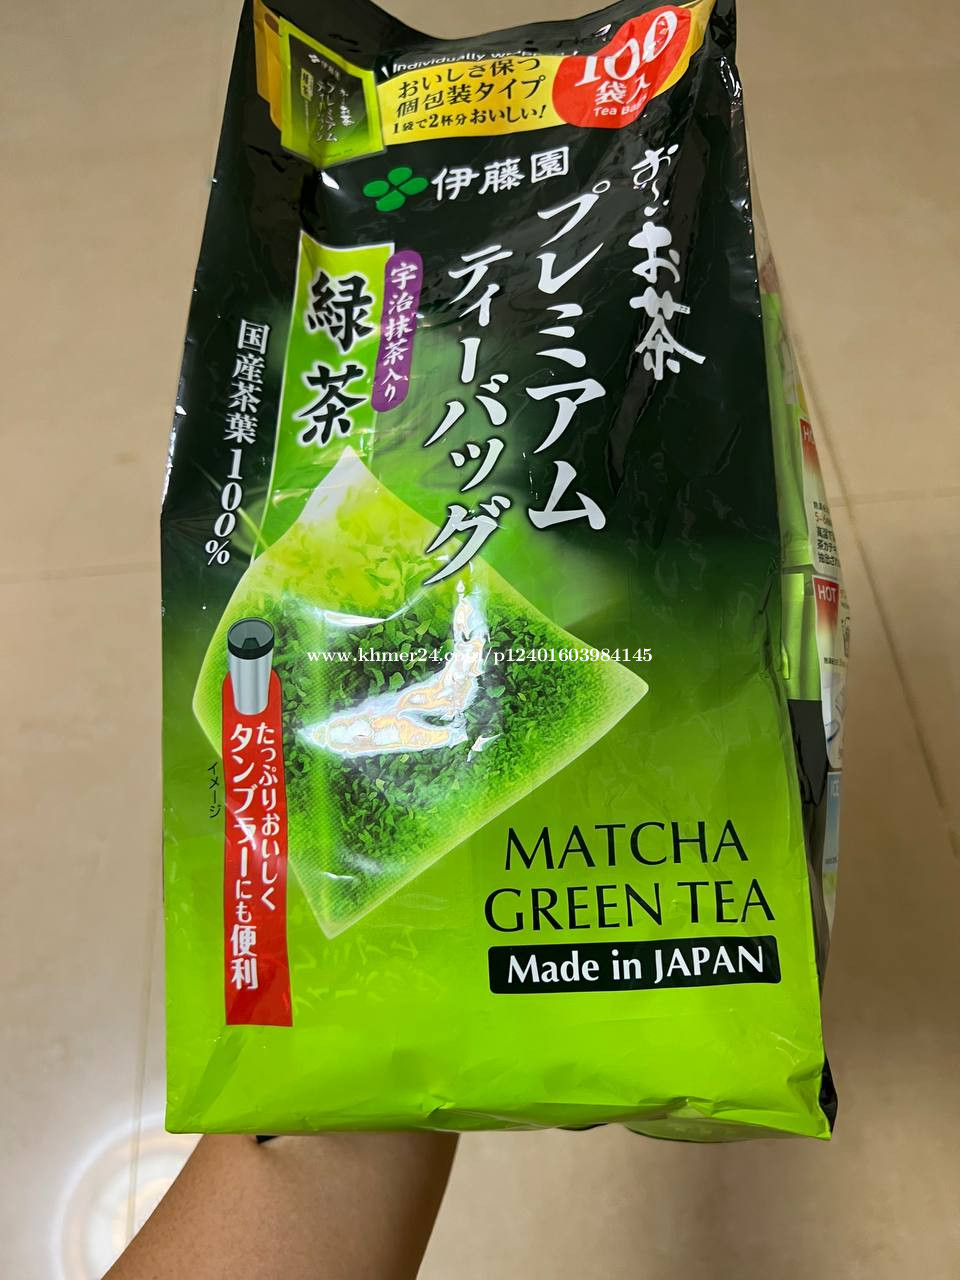 Individually
おいしさ保つ
個包装タイプ
1袋で2杯分おいしい!
100
袋入
Tea Bags
伊藤園
お〜いお茶
プレミアム
ティーバッグ
宇治抹茶入り
緑茶
国産茶葉100%
たっぷりおいしく
タンブラーにも便利
イメージ
www.khmer24.com/p12401603984145
MATCHA
GREEN TEA
Made in JAPAN
HOT
ICE